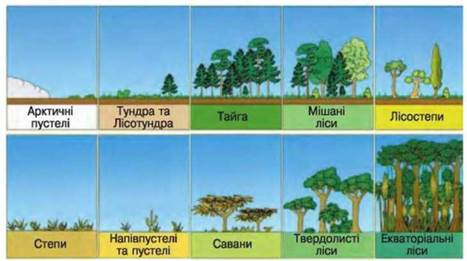 Арктичні
пустелі
Тундра та
Лісотундра
Тайга
Мішані
ліси
Лісостепи
Степи
Напівпустелі
та пустелі
Савани
Твердолисті
ліси
Екваторіальні
ліси